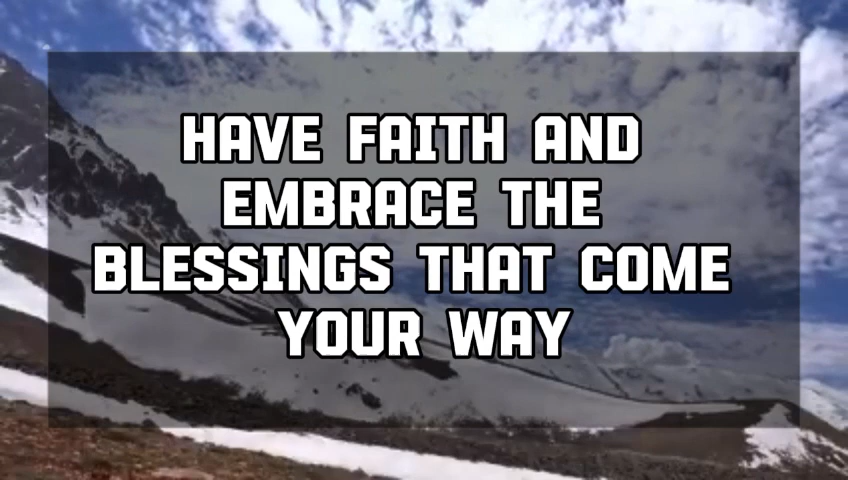 HAVE FAITH AND
EMBRACE THE
BLESSINGS THAT COME
YOUR WAY